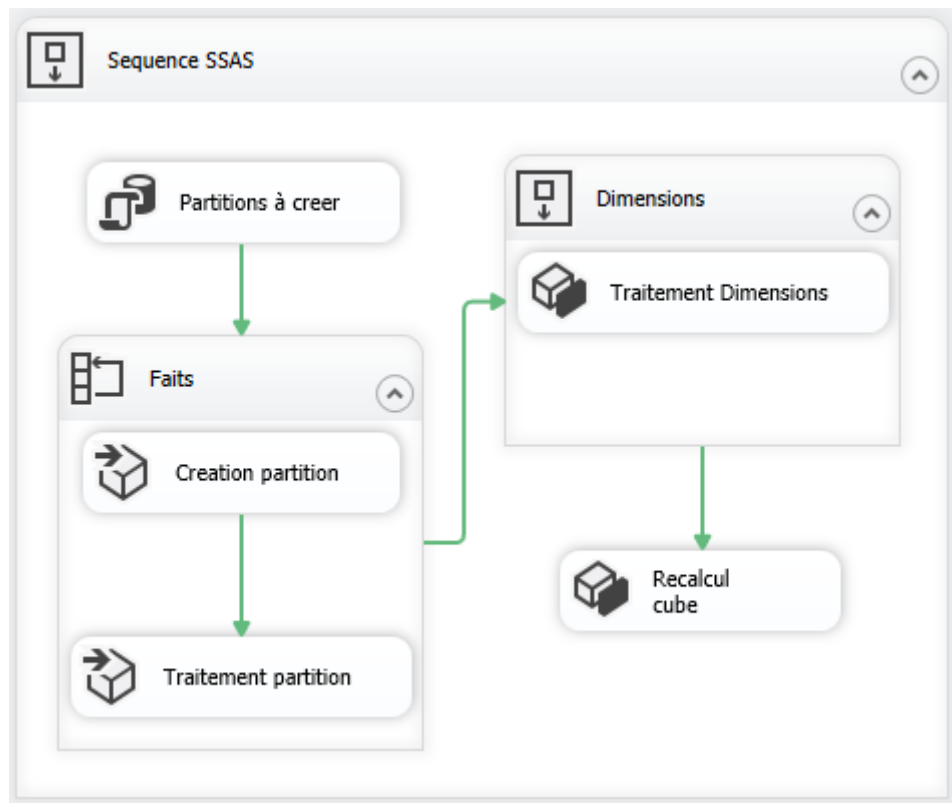 Sequence SSAS
Partitions à creer
Faits
Creation partition
Traitement partition
Dimensions
Traitement Dimensions
Recalcul
cube